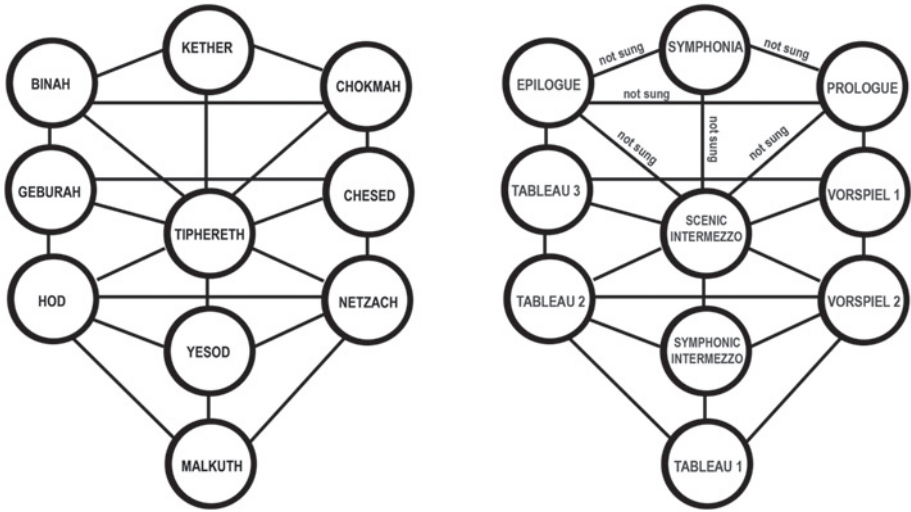 KETHER
BINAH
CHOKMAH
GEBURAH
CHESED
TIPHERETH
HOD
NETZACH
YESOD
MALKUTH
SYMPHONIA
not sung
not sung
EPILOGUE
PROLOGUE
not sung
not sung
not sung
not sung
TABLEAU 3
VORSPIEL 1
SCENIC
INTERMEZZO
TABLEAU 2
VORSPIEL 2
SYMPHONIC
INTERMEZZO
TABLEAU 1